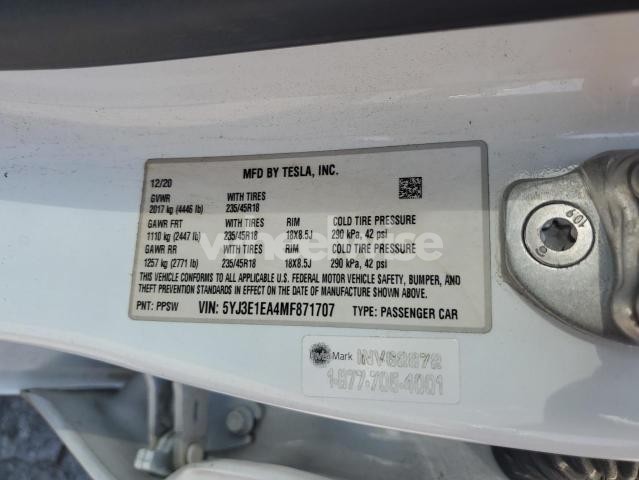 MFD BY TESLA, INC.
12/20
GVWR WITH TIRES
2017 kg (4446 lb) 235/45R18
GAWR FRT WITH TIRES RIM COLD TIRE PRESSURE
1110 kg (2447 lb) 235/45R18 18X8.5J 290 kPa, 42 psi
GAWR RR WITH TIRES RIM COLD TIRE PRESSURE
1257 kg (2771 lb) 235/45R18 18X8.5J 290 kPa, 42 psi
THIS VEHICLE CONFORMS TO ALL APPLICABLE U.S. FEDERAL MOTOR VEHICLE SAFETY, BUMPER, AND
THEFT PREVENTION STANDARDS IN EFFECT ON THE DATE OF MANUFACTURE SHOWN ABOVE.
PNT: PPSW VIN: 5YJ3E1EA4MF871707 TYPE: PASSENGER CAR
Mark
1.877.705.4001
10.9